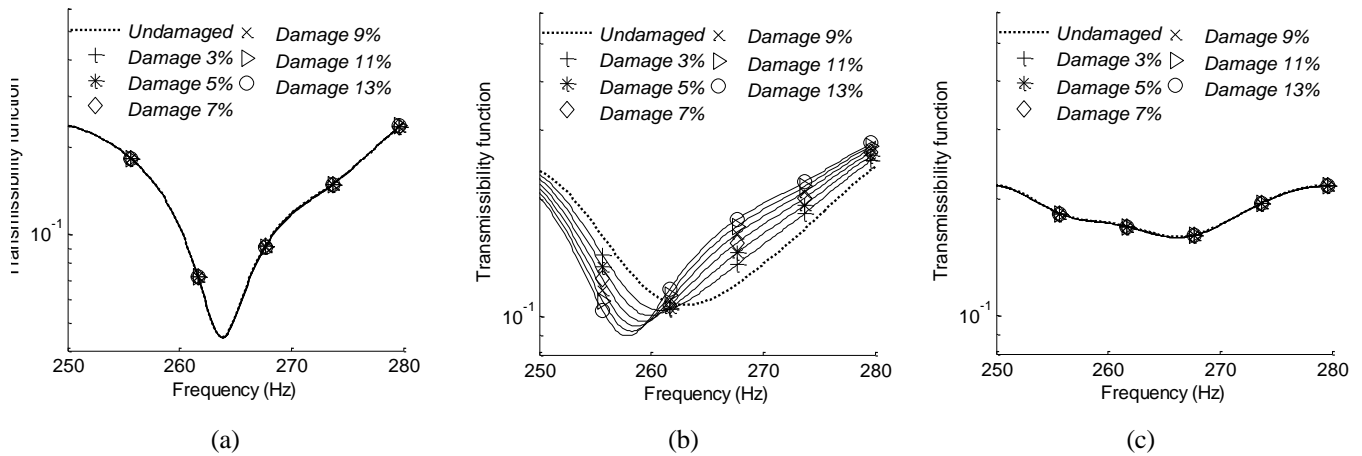 Undamaged
Damage 3%
Damage 5%
Damage 7%
Damage 9%
Damage 11%
Damage 13%
Transmissibility function
10-1
250 260 270 280
Frequency (Hz)
(a)
Undamaged
Damage 3%
Damage 5%
Damage 7%
Damage 9%
Damage 11%
Damage 13%
Transmissibility function
10-1
250 260 270 280
Frequency (Hz)
(b)
Undamaged
Damage 3%
Damage 5%
Damage 7%
Damage 9%
Damage 11%
Damage 13%
Transmissibility function
10-1
250 260 270 280
Frequency (Hz)
(c)